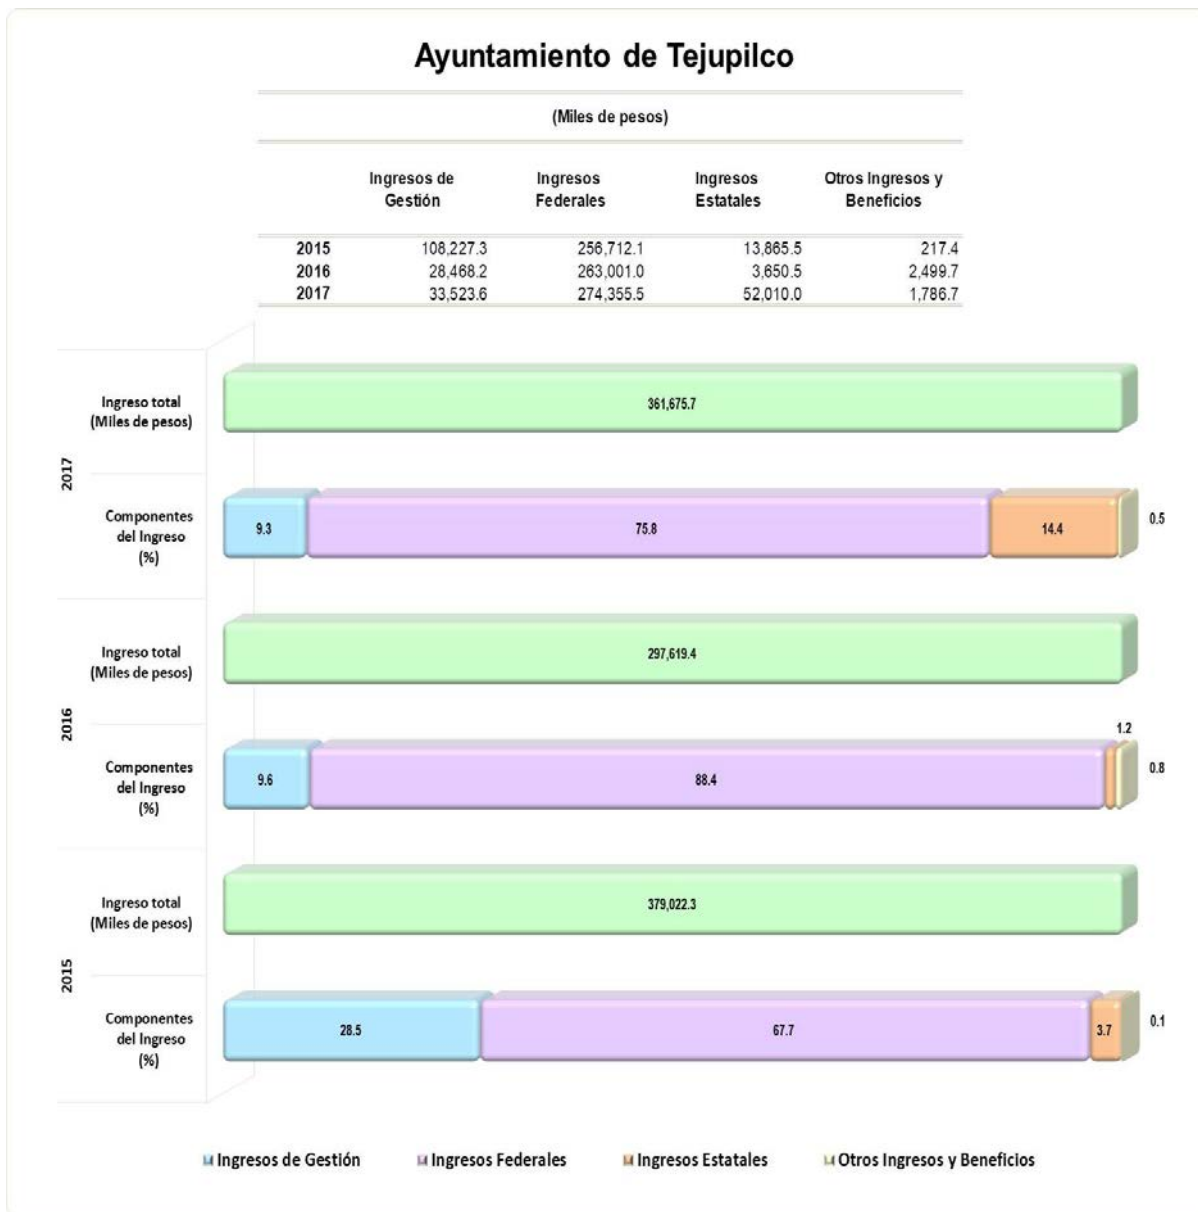 Ayuntamiento de Tejupilco
(Miles de pesos)
Ingresos de Gestión Ingresos Federales Ingresos Estatales Otros Ingresos y Beneficios
2015 108,227.3 256,712.1 13,865.5 217.4
2016 28,468.2 263,001.0 3,650.5 2,499.7
2017 33,523.6 274,355.5 52,010.0 1,786.7
2017
Ingreso total
(Miles de pesos)
361,675.7
Componentes
del Ingreso
(%)
9.3 75.8 14.4 0.5
2016
Ingreso total
(Miles de pesos)
297,619.4
Componentes
del Ingreso
(%)
9.6 88.4 1.2 0.8
2015
Ingreso total
(Miles de pesos)
379,022.3
Componentes
del Ingreso
(%)
28.5 67.7 3.7 0.1
Ingresos de Gestión Ingresos Federales Ingresos Estatales Otros Ingresos y Beneficios